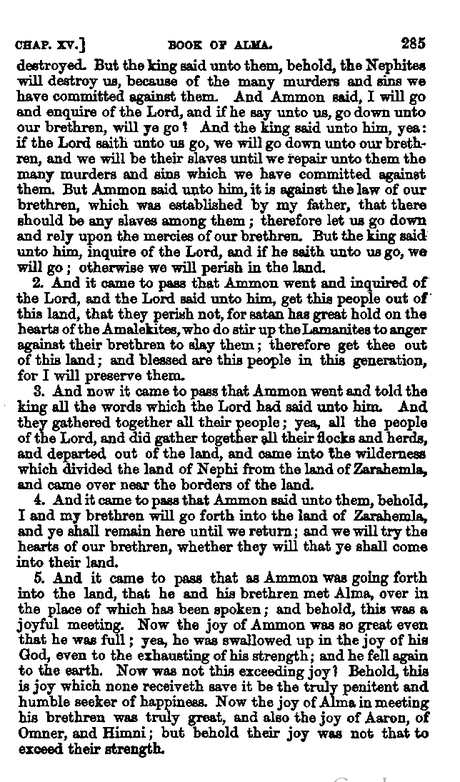 CHAP. XV.] BOOK OF ALMA. 285
destroyed. But the king said unto them, behold, the Nephites
will destroy us, because of the many murders and sins we
have committed against them. And Ammon said, I will go
and enquire of the Lord, and if he say unto us, go down unto
our brethren, will ye go? And the king said unto him, yea:
if the Lord saith unto us go, we will go down unto our breth-
ren, and we will be their slaves until we repair unto them the
many murders and sins which we have committed against
them. But Ammon said unto him, it is against the law of our
brethren, which was established by my father, that there
should be any slaves among them; therefore let us go down
and rely upon the mercies of our brethren. But the king said
unto him, inquire of the Lord, and if he saith unto us go, we
will go; otherwise we will perish in the land.
2. And it came to pass that Ammon went and inquired of
the Lord, and the Lord said unto him, get this people out of
this land, that they perish not, for satan has great hold on the
hearts of the Amalekites, who do stir up the Lamanites to anger
against their brethren to slay them; therefore get thee out
of this land; and blessed are this people in this generation,
for I will preserve them.
3. And now it came to pass that Ammon went and told the
king all the words which the Lord had said unto him. And
they gathered together all their people; yea, all the people
of the Lord, and did gather together all their flocks and herds,
and departed out of the land, and came into the wilderness
which divided the land of Nephi from the land of Zarahemla,
and came over near the borders of the land.
4. And it came to pass that Ammon said unto them, behold,
I and my brethren will go forth into the land of Zarahemla,
and ye shall remain here until we return; and we will try the
hearts of our brethren, whether they will that ye shall come
into their land.
5. And it came to pass that as Ammon was going forth
into the land, that he and his brethren met Alma, over in
the place of which has been spoken; and behold, this was a
joyful meeting. Now the joy of Ammon was so great even
that he was full; yea, he was swallowed up in the joy of his
God, even to the exhausting of his strength; and he fell again
to the earth. Now was not this exceeding joy? Behold, this
is joy which none receiveth save it be the truly penitent and
humble seeker of happiness. Now the joy of Alma in meeting
his brethren was truly great, and also the joy of Aaron, of
Omner, and Himni; but behold their joy was not that to
exceed their strength.